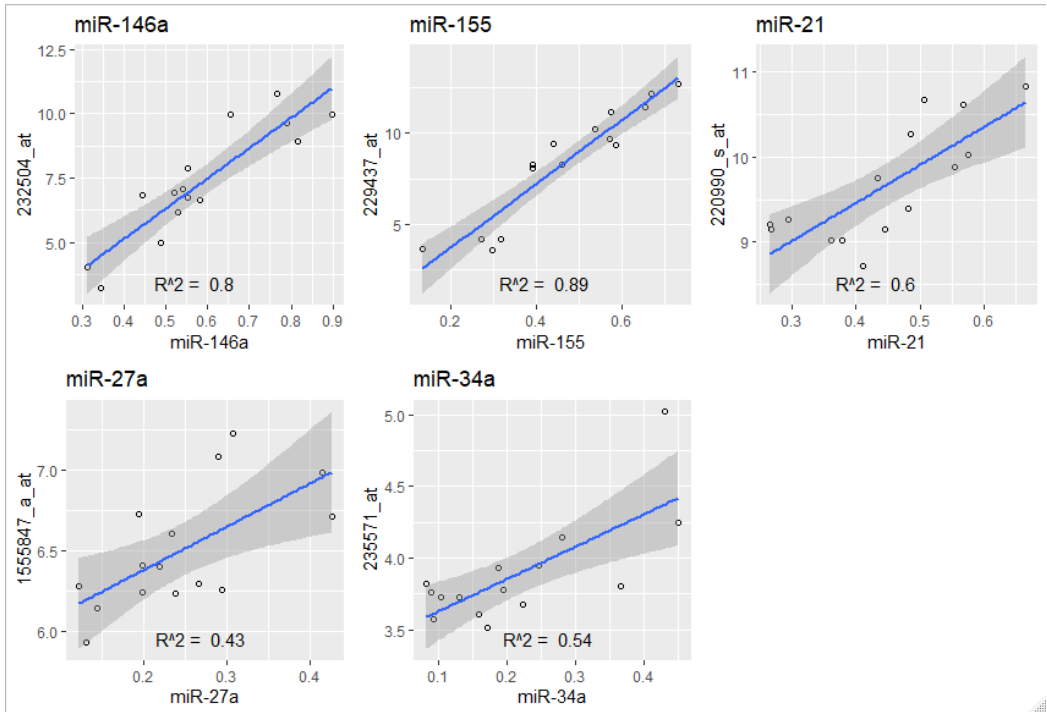 miR-146a
12.5
10.0
7.5
5.0
232504_at
R^2 = 0.8
0.3 0.4 0.5 0.6 0.7 0.8 0.9
miR-146a
miR-155
10
5
229437_at
R^2 = 0.89
0.2 0.4 0.6
miR-155
miR-21
11
10
9
220990_s_at
R^2 = 0.6
0.3 0.4 0.5 0.6
miR-21
miR-27a
7.0
6.5
6.0
1555847_a_at
R^2 = 0.43
0.2 0.3 0.4
miR-27a
miR-34a
5.0
4.5
4.0
3.5
235571_at
R^2 = 0.54
0.1 0.2 0.3 0.4
miR-34a